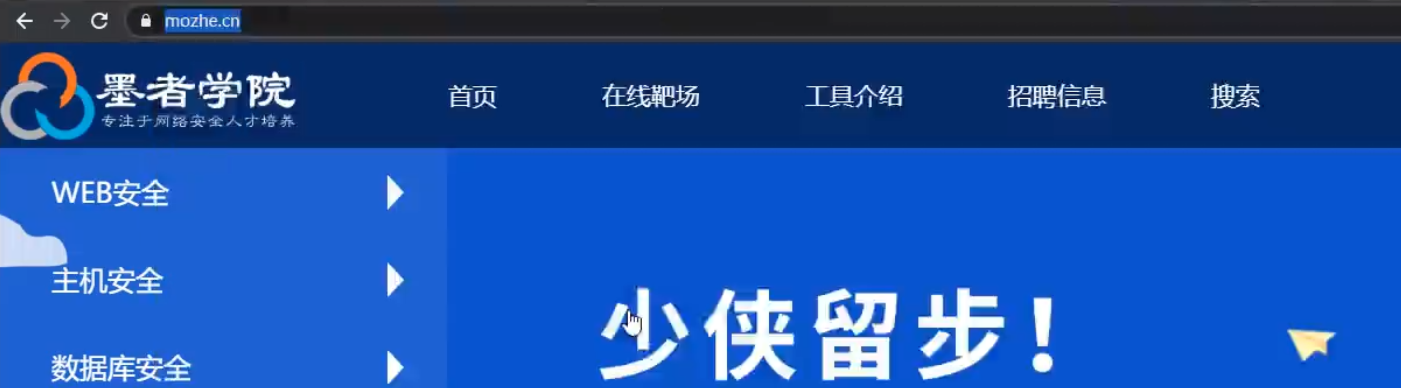 mozhe.cn
墨者学院
专注于网络安全人才培养
首页 在线靶场 工具介绍 招聘信息 搜索
WEB安全
主机安全
数据库安全
少侠留步！